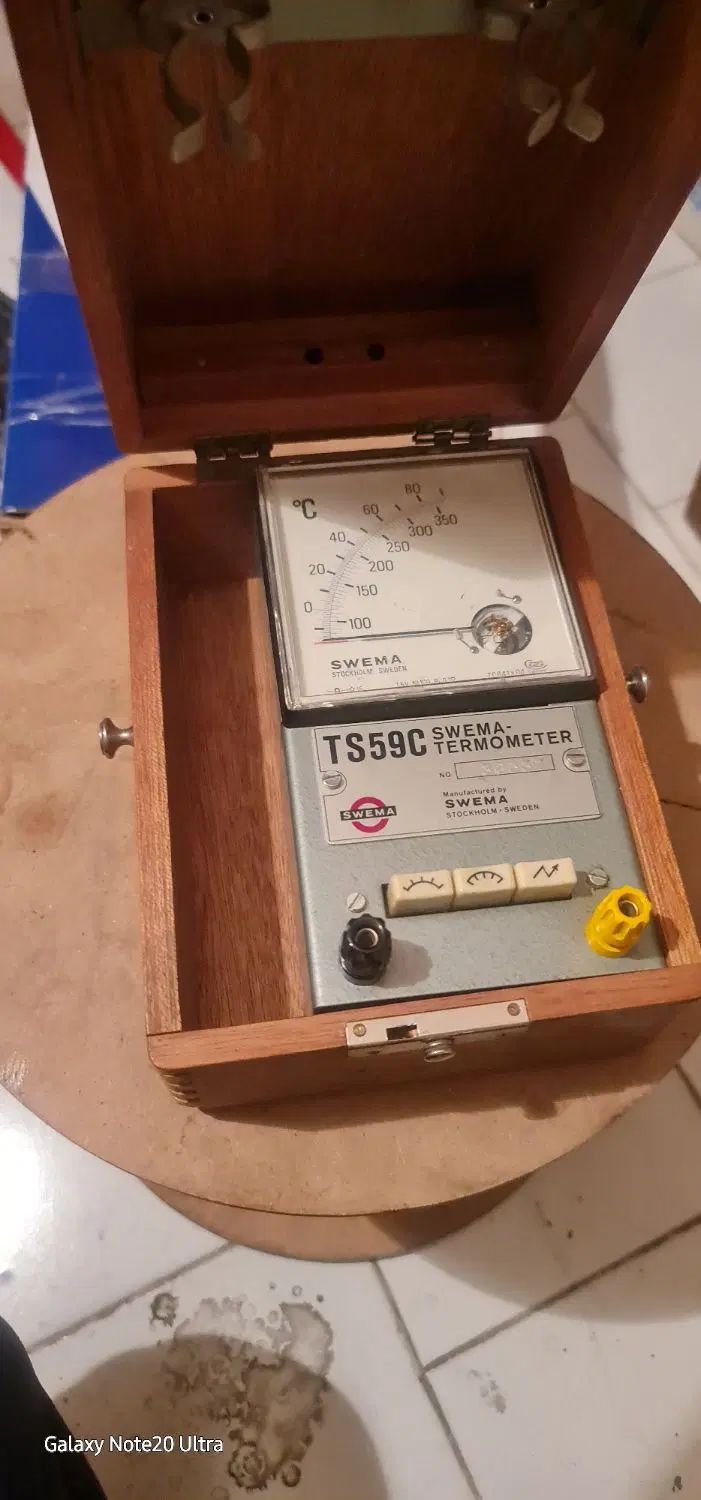 °C
80
60
350
40
300
250
20
200
150
0
100
SWEMA
STOCKHOLM SWEDEN
TS59C SWEMA-
TERMOMETER
NO
Manufactured by
SWEMA
SWEMA
STOCKHOLM · SWEDEN
Galaxy Note20 Ultra